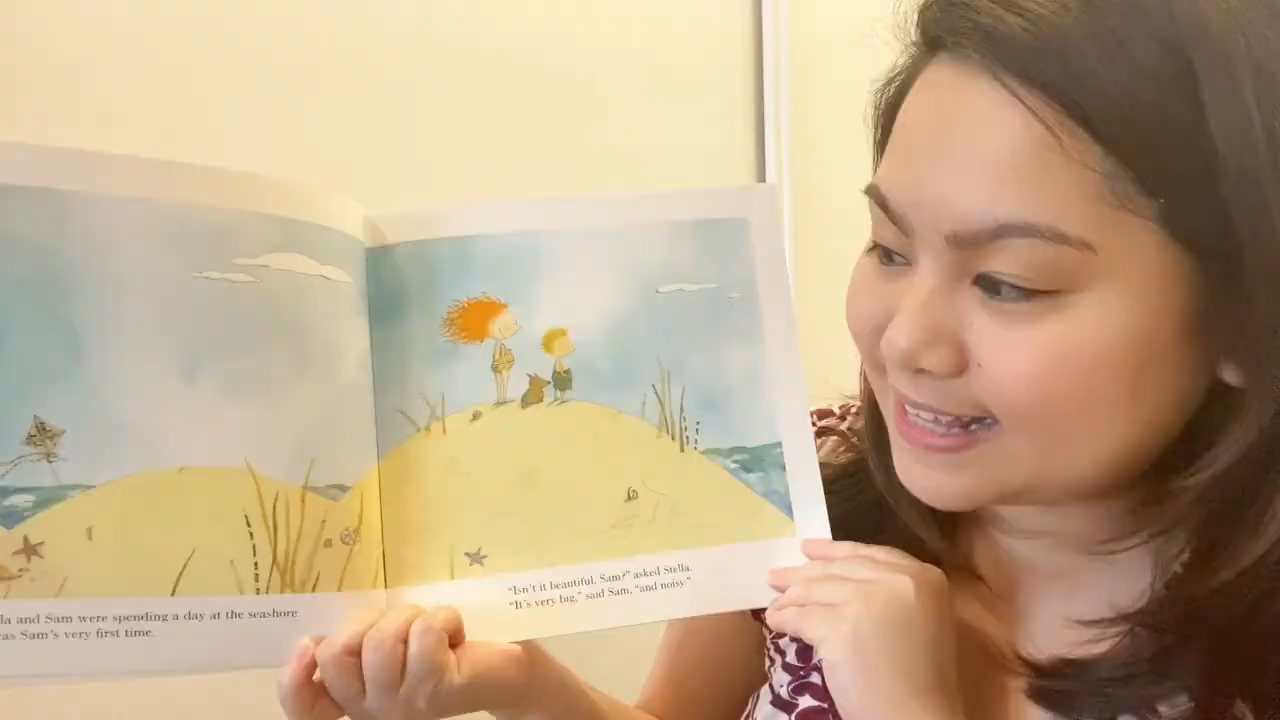 la and Sam were spending a day at the seashore.
as Sam's very first time.
"Isn't it beautiful, Sam?" asked Stella.
"It's very big," said Sam, "and noisy."